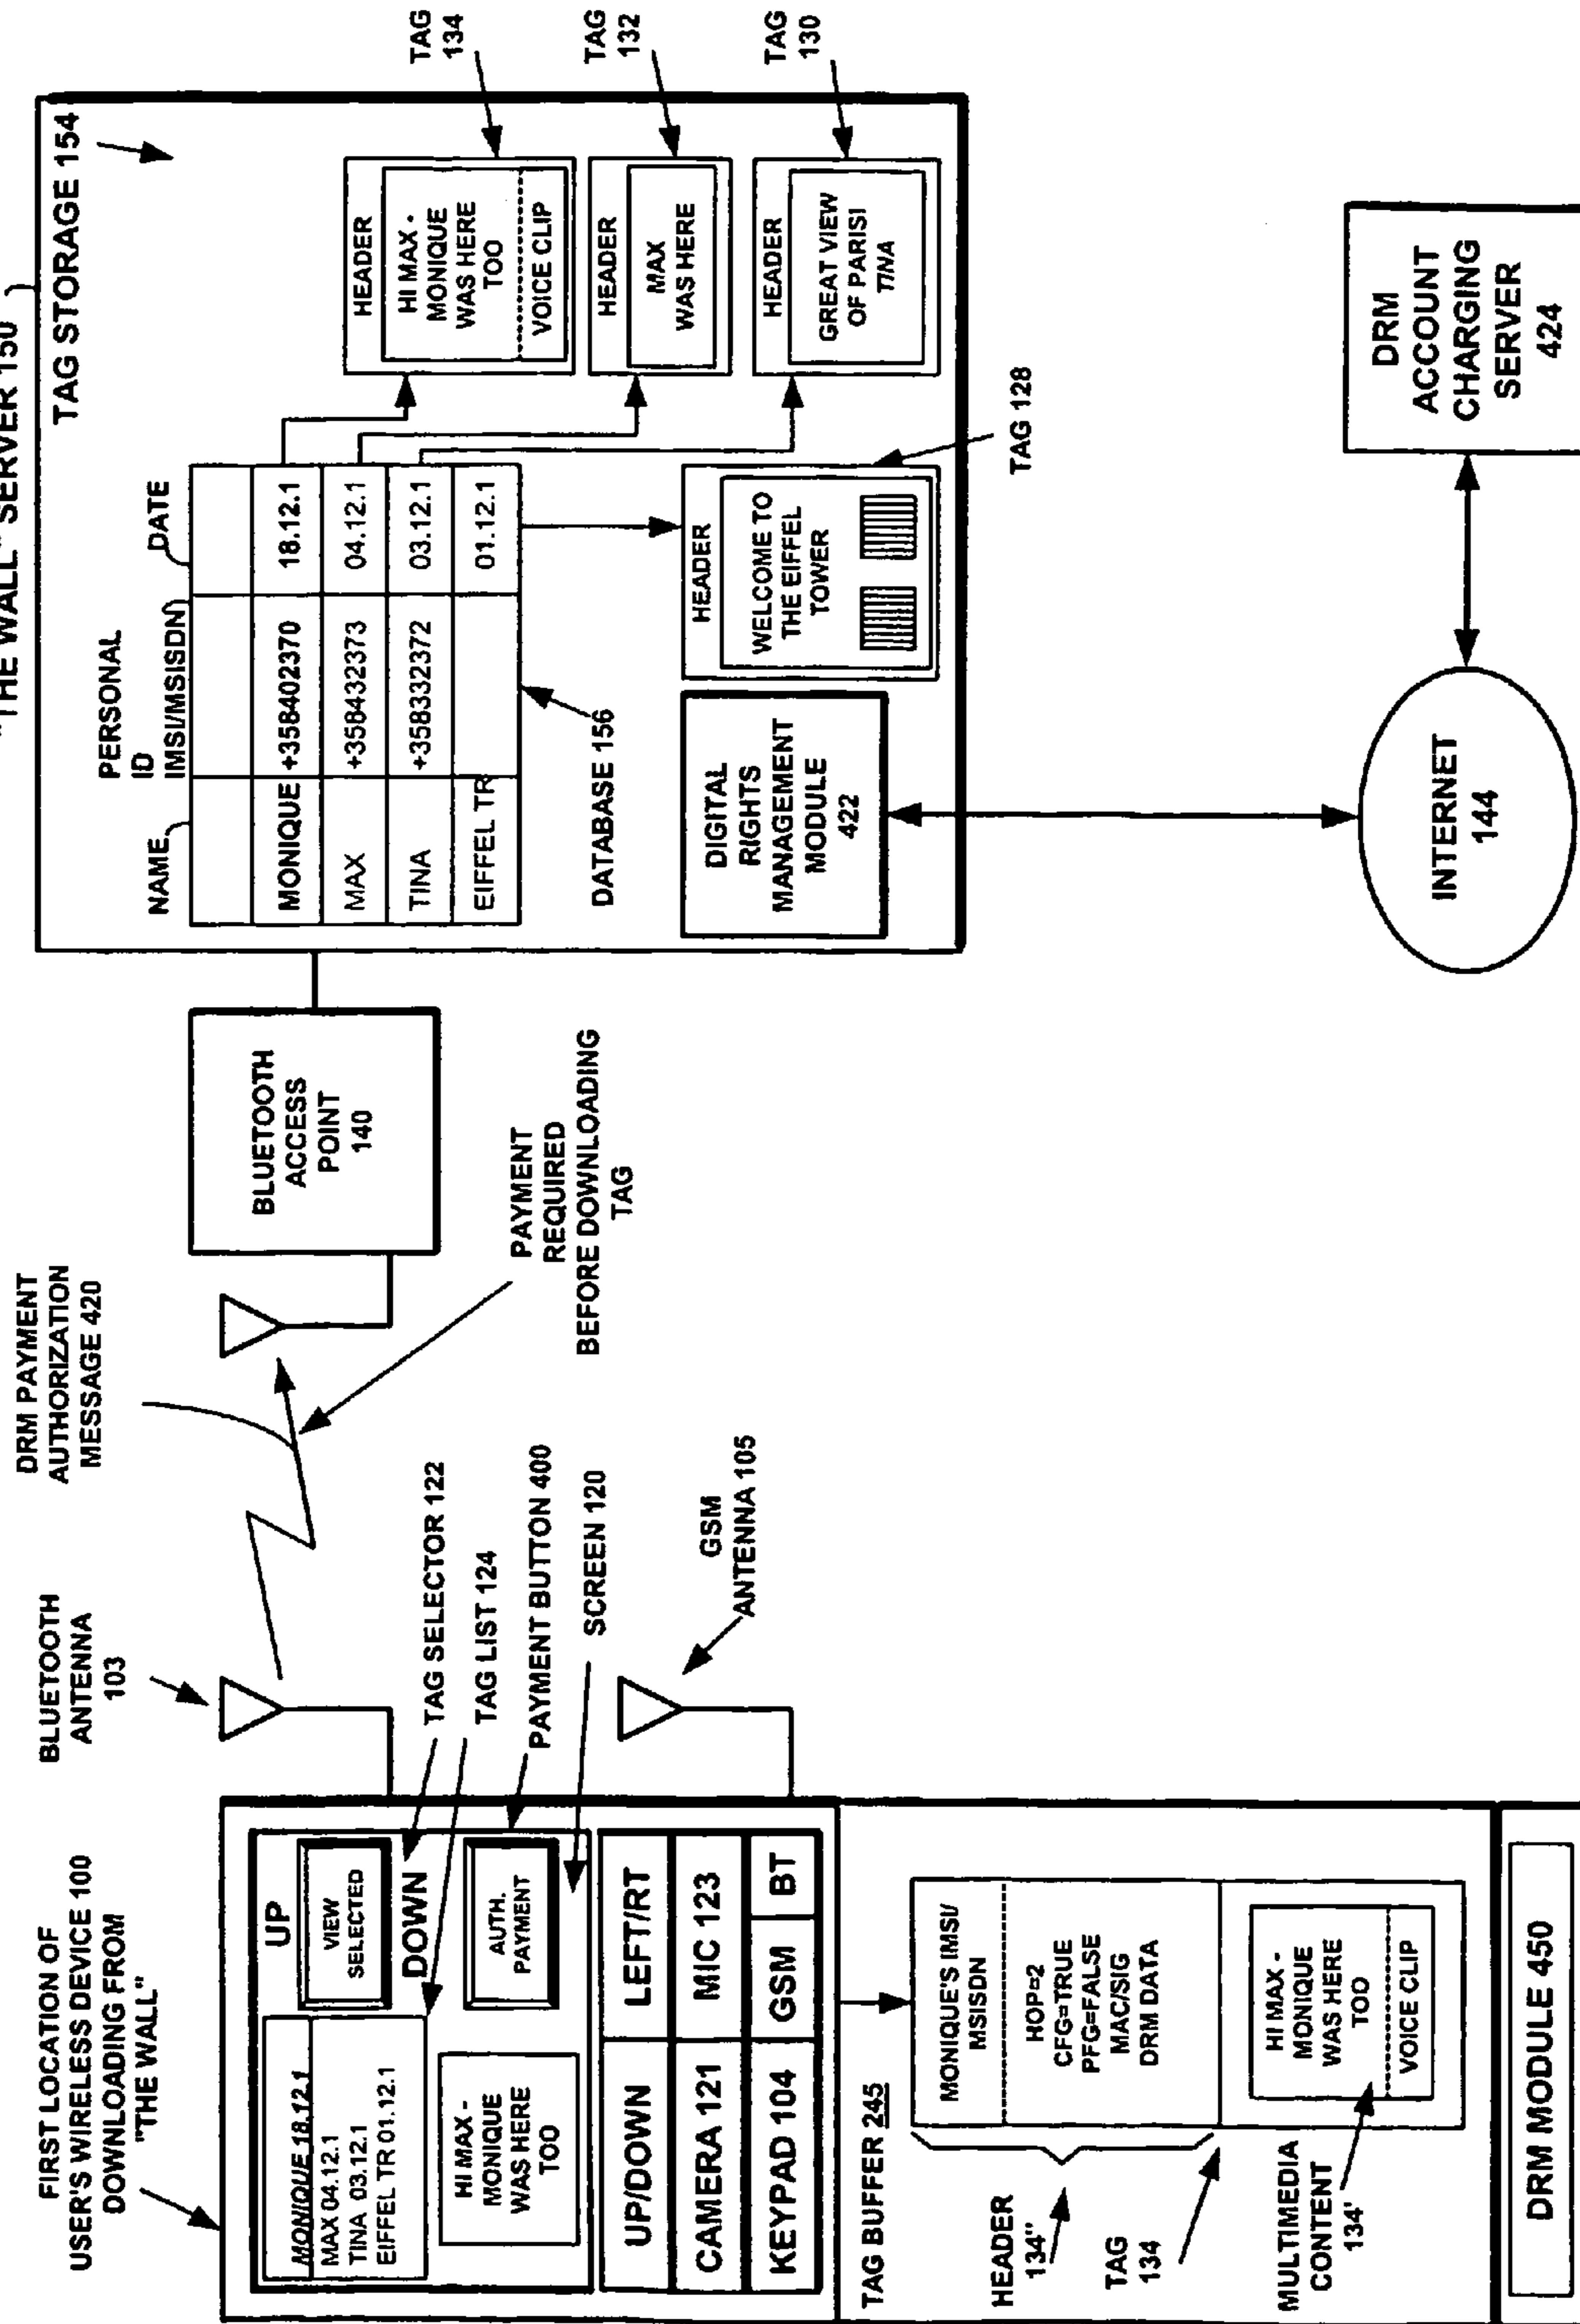 FIRST LOCATION OF
USER'S WIRELESS DEVICE 100
DOWNLOADING FROM
"THE WALL"
BLUETOOTH
ANTENNA
103
DRM PAYMENT
AUTHORIZATION
MESSAGE 420
MONIQUE 18.12.1
MAX 04.12.1
TINA 03.12.1
EIFFEL TR 01.12.1
UP
VIEW
SELECTED
DOWN
AUTH.
PAYMENT
HI MAX -
MONIQUE
WAS HERE
TOO
TAG SELECTOR 122
TAG LIST 124
PAYMENT BUTTON 400
SCREEN 120
UP/DOWN
LEFT/RT
CAMERA 121
MIC 123
KEYPAD 104
GSM
BT
GSM
ANTENNA 105
PAYMENT
REQUIRED
BEFORE DOWNLOADING
TAG
TAG BUFFER 245
MONIQUE'S IMSI/
MSISDN
HOP=2
CFG=TRUE
PFG=FALSE
MAC/SIG
DRM DATA
HI MAX -
MONIQUE
WAS HERE
TOO
VOICE CLIP
HEADER
134"
TAG
134
MULTIMEDIA
CONTENT
134'
DRM MODULE 450
BLUETOOTH
ACCESS
POINT
140
"THE WALL" SERVER 150
TAG STORAGE 154
NAME
PERSONAL
ID
IMSI/MSISDN
DATE
MONIQUE +358402370 18.12.1
MAX +358432373 04.12.1
TINA +358332372 03.12.1
EIFFEL TR 01.12.1
DATABASE 156
HEADER
HI MAX -
MONIQUE
WAS HERE
TOO
VOICE CLIP
TAG
134
HEADER
MAX
WAS HERE
TAG
132
HEADER
GREAT VIEW
OF PARISI
TINA
TAG
130
HEADER
WELCOME TO
THE EIFFEL
TOWER
TAG 128
DIGITAL
RIGHTS
MANAGEMENT
MODULE
422
INTERNET
144
DRM
ACCOUNT
CHARGING
SERVER
424